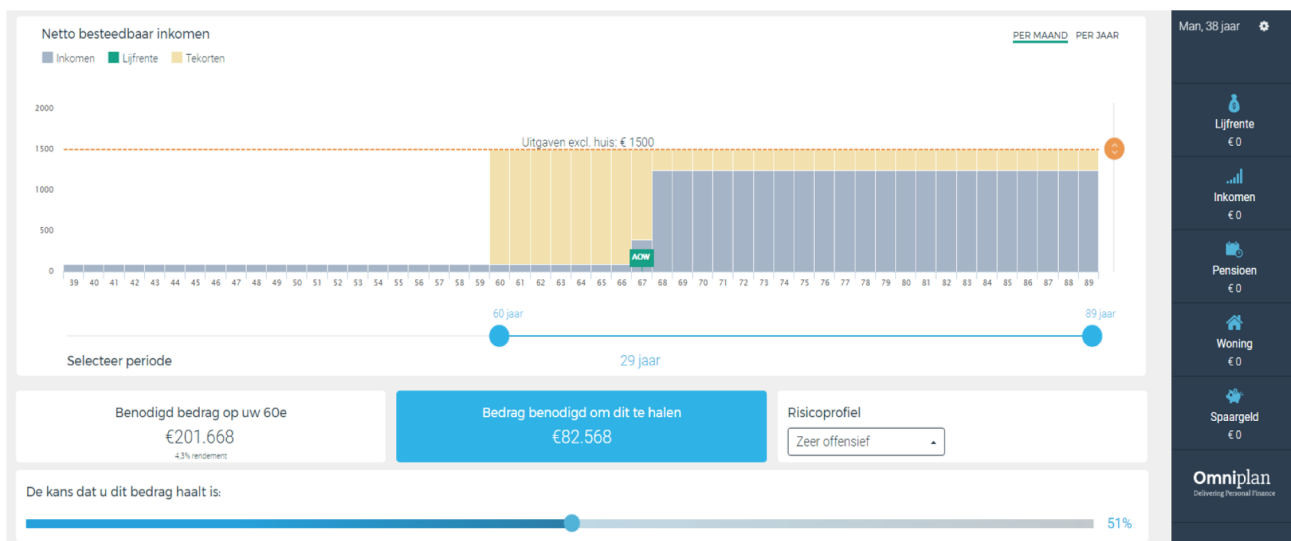 Netto besteedbaar inkomen
PER MAAND PER JAAR
Inkomen Lijfrente Tekorten
2000
1500
1000
500
0
Uitgaven excl. huis: € 1500
AOW
39 40 41 42 43 44 45 46 47 48 49 50 51 52 53 54 55 56 57 58 59 60 61 62 63 64 65 66 67 68 69 70 71 72 73 74 75 76 77 78 79 80 81 82 83 84 85 86 87 88 89
60 jaar
89 jaar
Selecteer periode
29 jaar
Benodigd bedrag op uw 60e
€201.668
4,3% rendement
Bedrag benodigd om dit te halen
€82.568
Risicoprofiel
Zeer offensief
De kans dat u dit bedrag haalt is:
51%
Man, 38 jaar
Lijfrente
€ 0
Inkomen
€ 0
Pensioen
€ 0
Woning
€ 0
Spaargeld
€ 0
Omniplan
Delivering Personal Finance